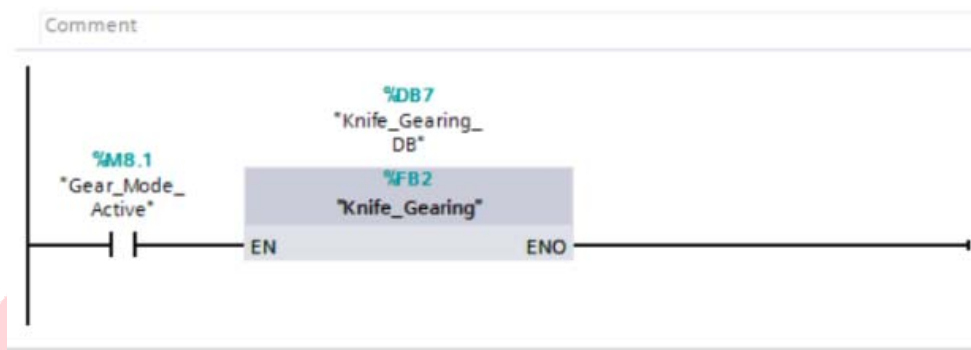 Comment
%DB7
"Knife_Gearing_
DB"
%M8.1
"Gear_Mode_
Active"
%FB2
"Knife_Gearing"
EN ENO